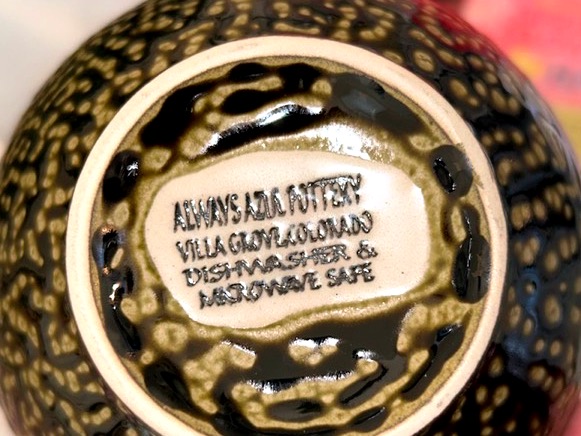 ALWAYS AZUL POTTERY
VILLA GROVE, COLORADO
DISHWASHER &
MICROWAVE SAFE